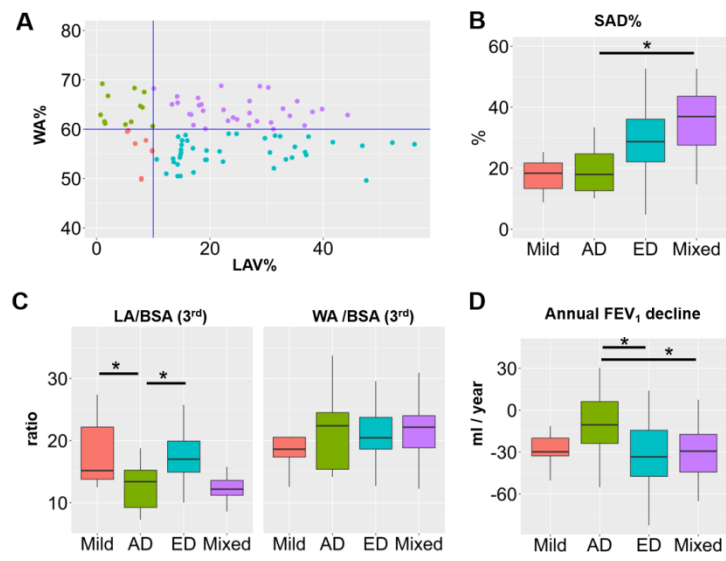 A
80
70
60
50
40
WA%
0
20
40
60
LAV%
B
SAD%
*
60
40
20
0
%
Mild AD ED Mixed
C
LA/BSA (3rd)
* *
30
20
10
ratio
Mild AD ED Mixed
WA /BSA (3rd)
Mild AD ED Mixed
D
Annual FEV1 decline
*
*
30
0
-30
-60
ml / year
Mild AD ED Mixed